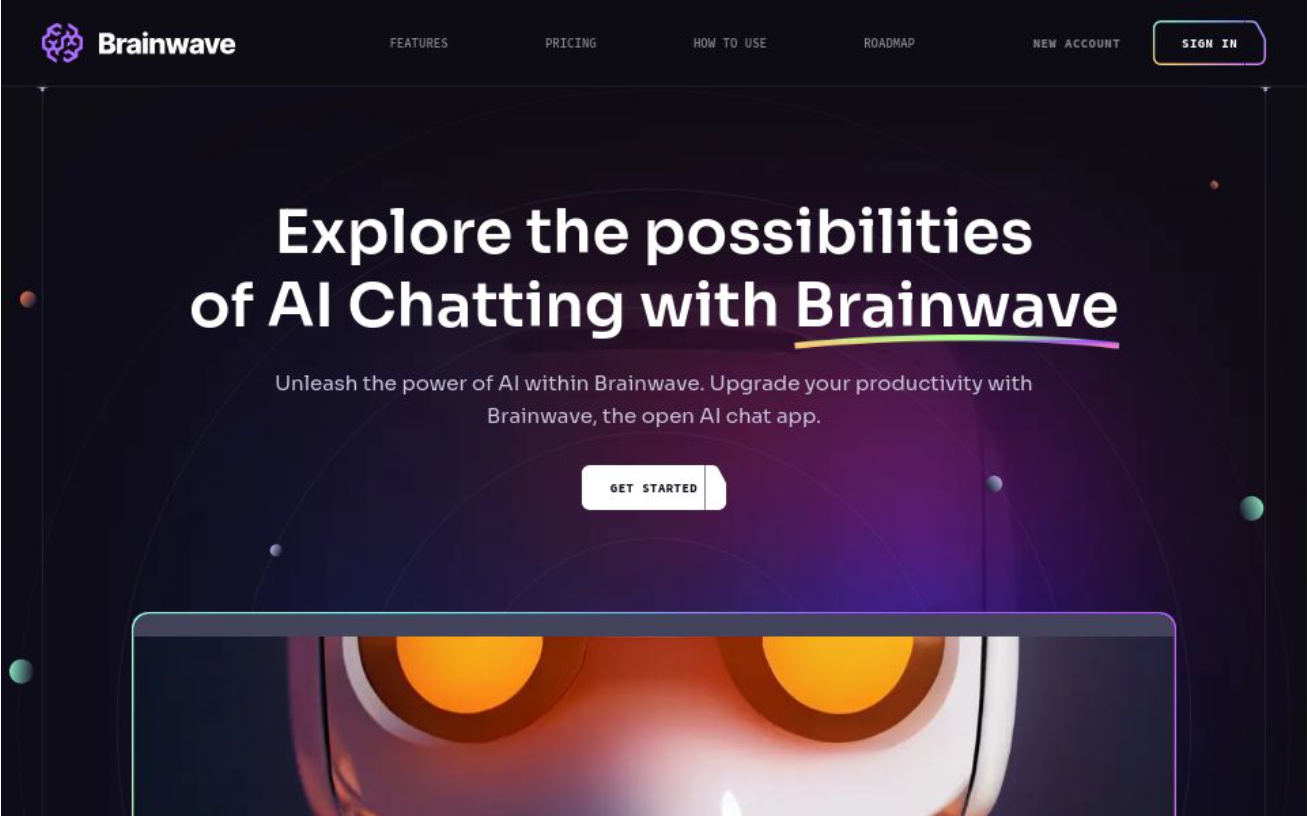 Brainwave
FEATURES
PRICING
HOW TO USE
ROADMAP
NEW ACCOUNT
SIGN IN
Explore the possibilities
of AI Chatting with Brainwave
Unleash the power of AI within Brainwave. Upgrade your productivity with
Brainwave, the open AI chat app.
GET STARTED